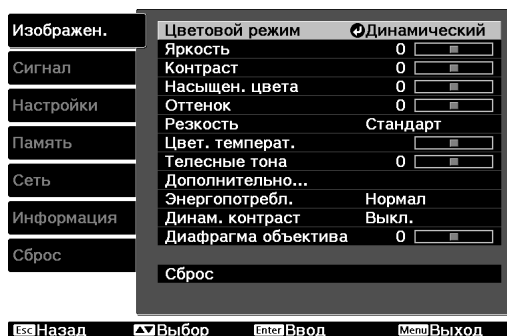 Изображен.
Сигнал
Настройки
Память
Сеть
Информация
Сброс
Цветовой режим Динамический
Яркость 0
Контраст 0
Насыщен. цвета 0
Оттенок 0
Резкость Стандарт
Цвет. температ.
Телесные тона 0
Дополнительно...
Энергопотребл. Нормал
Динам. контраст Выкл.
Диафрагма объектива 0
Сброс
Esc Назад Выбор Enter Ввод Menu Выход